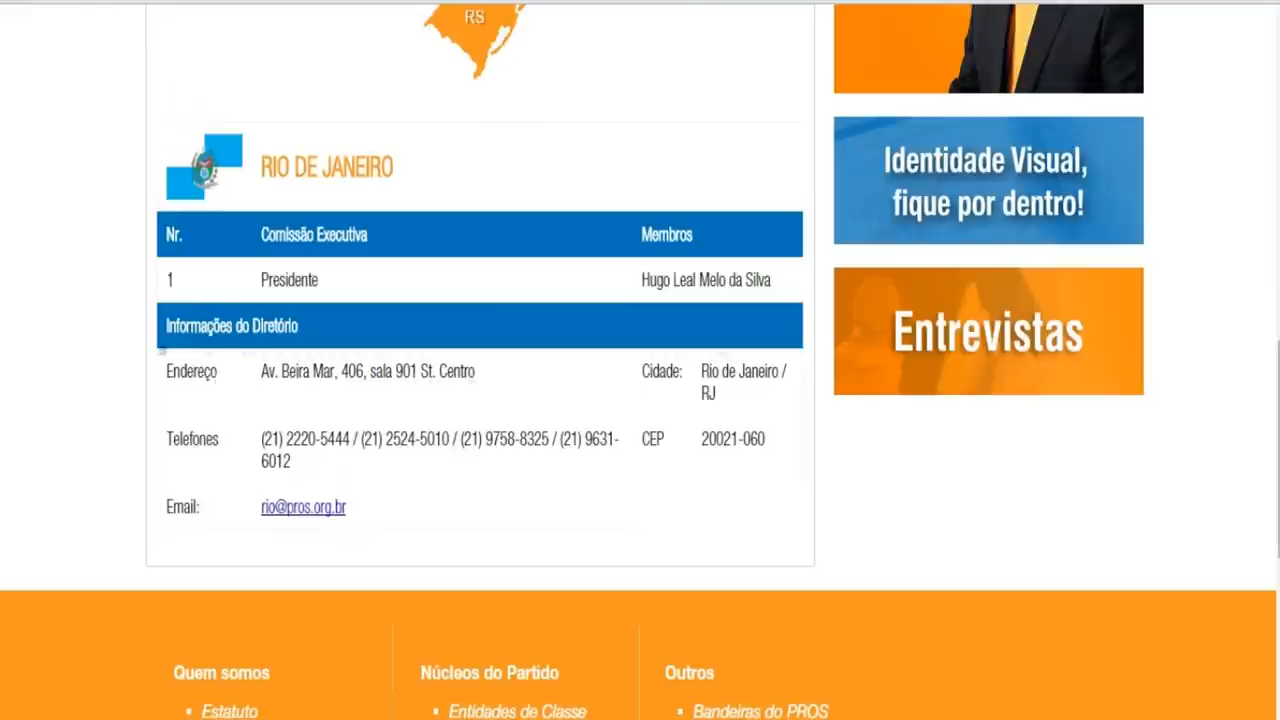 RS
RIO DE JANEIRO
Nr. Comissão Executiva Membros
1 Presidente Hugo Leal Melo da Silva
Informações do Diretório
Endereço Av. Beira Mar, 406, sala 901 St. Centro Cidade: Rio de Janeiro /
RJ
Telefones (21) 2220-5444 / (21) 2524-5010 / (21) 9758-8325 / (21) 9631- CEP 20021-060
6012
Email: rio@pros.org.br
Identidade Visual,
fique por dentro!
Entrevistas
Quem somos Núcleos do Partido Outros
Estatuto Entidades de Classe Bandeiras do PROS